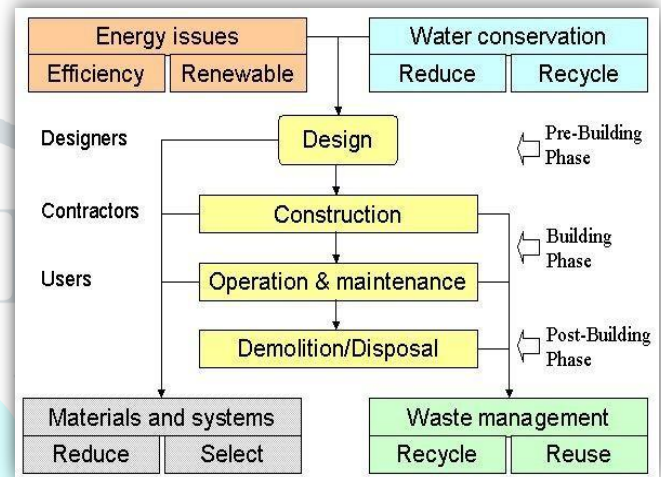 Energy issues
Efficiency
Renewable
Water conservation
Reduce
Recycle
Designers
Design
Pre-Building
Phase
Contractors
Construction
Building
Phase
Users
Operation & maintenance
Demolition/Disposal
Post-Building
Phase
Materials and systems
Reduce
Select
Waste management
Recycle
Reuse